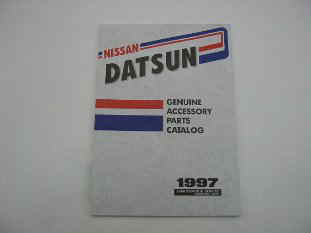 NISSAN
DATSUN
GENUINE
ACCESSORY
PARTS
CATALOG
1997